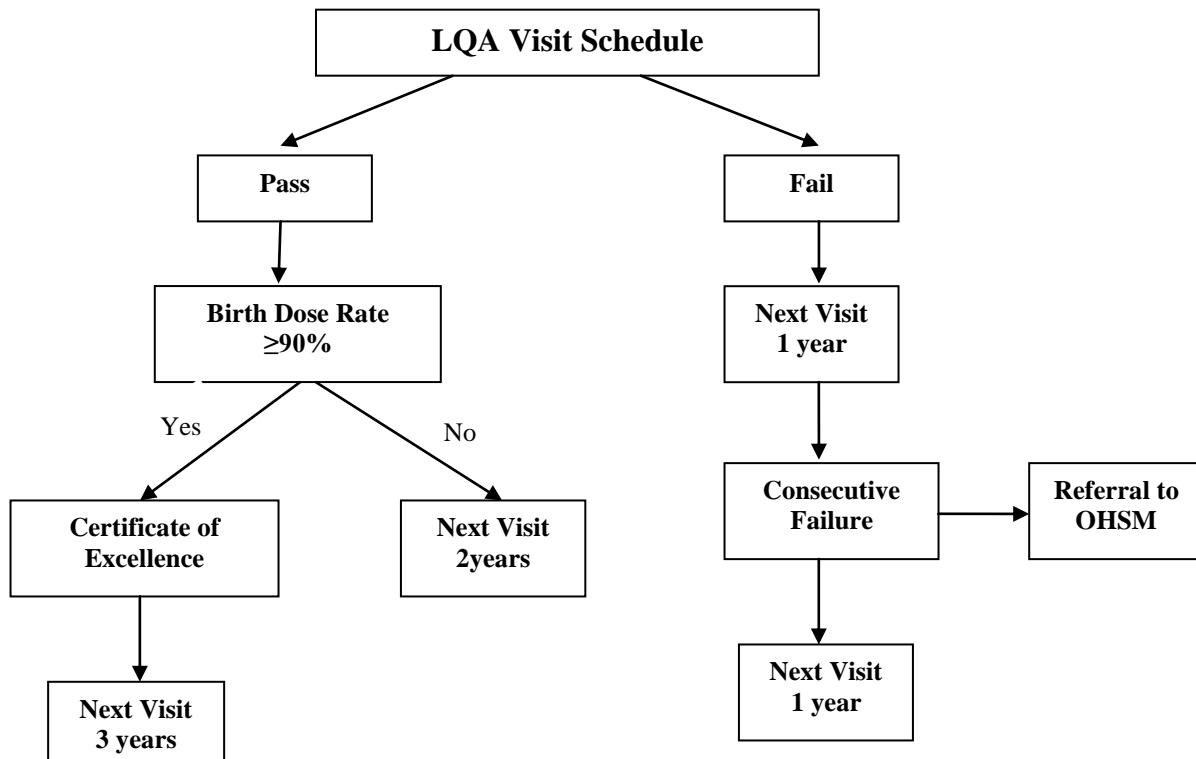 LQA Visit Schedule
Pass
Fail
Birth Dose Rate
≥90%
Next Visit
1 year
Yes
No
Certificate of
Excellence
Next Visit
2years
Consecutive
Failure
Referral to
OHSM
Next Visit
3 years
Next Visit
1 year